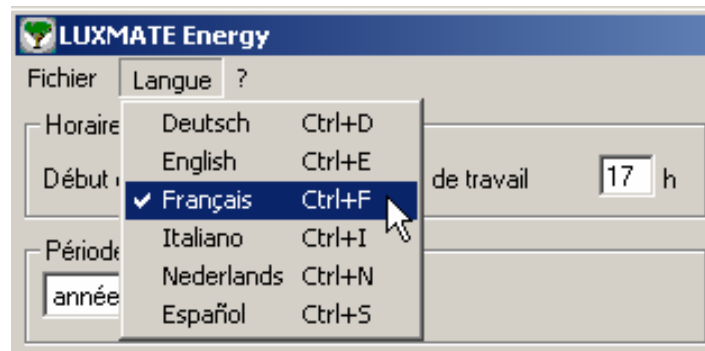 LUXMATE Energy
Fichier Langue ?
Horaire
Deutsch Ctrl+D
English Ctrl+E
Début de travail 17 h
Français Ctrl+F
Italiano Ctrl+I
Période
Nederlands Ctrl+N
année
Español Ctrl+S